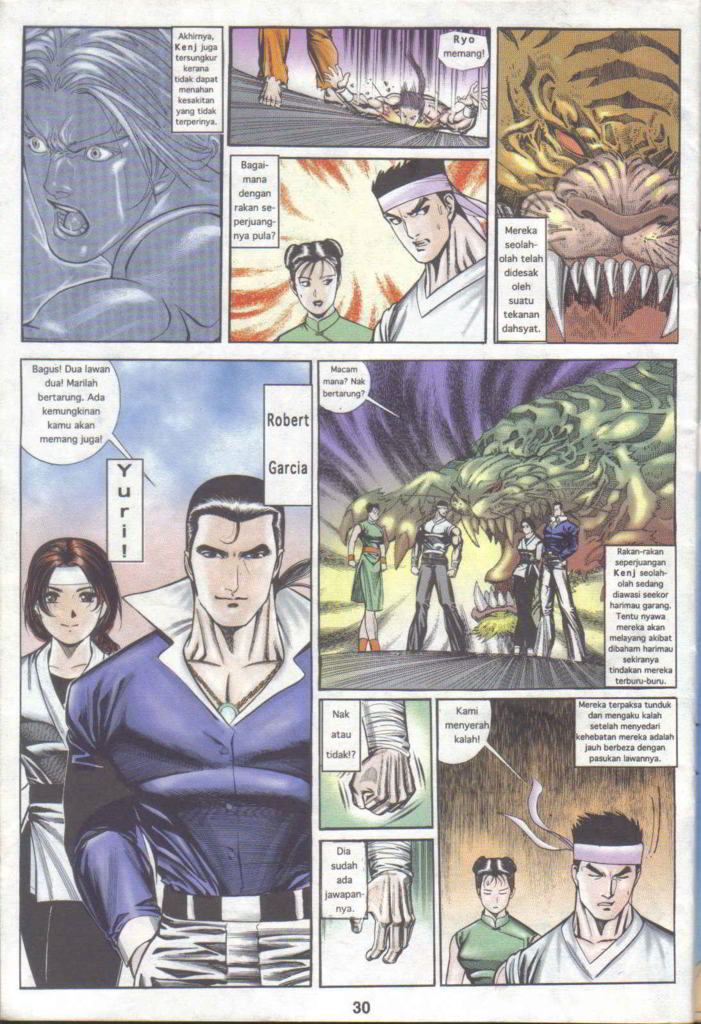 Akhirnya,
Kenj juga
tersungkur
kerana
tidak dapat
menahan
kesakitan
yang tidak
terperinya.
Ryo
memang!
Bagai-
mana
dengan
rakan se-
perjuang-
nya pula?
Mereka
seolah-
olah telah
didesak
oleh
suatu
tekanan
dahsyat.
Bagus! Dua lawan
dua! Marilah
bertarung. Ada
kemungkinan
kamu akan
memang juga!
Yuri!
Robert
Garcia
Macam
mana? Nak
bertarung?
Rakan-rakan
seperjuangan
Kenj seolah-
olah sedang
diawasi seekor
harimau garang.
Tentu nyawa
mereka akan
melayang akibat
dibaham harimau
sekiranya
tindakan mereka
terburu-buru.
Nak
atau
tidak!?
Dia
sudah
ada
jawapan-
nya.
Kami
menyerah
kalah!
Mereka terpaksa tunduk
dan mengaku kalah
setelah menyedari
kehebatan mereka adalah
jauh berbeza dengan
pasukan lawannya.
30